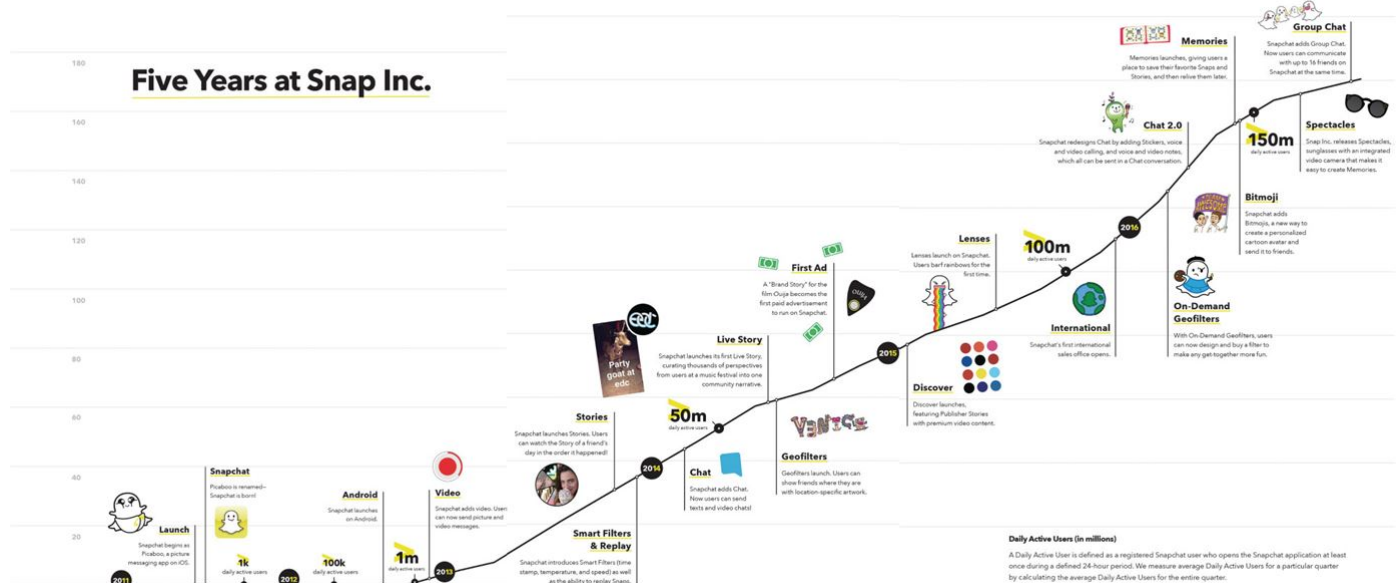 Five Years at Snap Inc.
180
160
140
120
100
80
60
40
20
Launch
Snapchat begins as
Picaboo, a picture
messaging app on iOS.
2011
Snapchat
Picaboo is renamed–
Snapchat is born!
1k
daily active users
2012
Android
Snapchat launches
on Android.
100k
daily active users
1m
daily active users
Video
Snapchat adds video. Users
can now send picture and
video messages.
2013
Stories
Snapchat launches Stories. Users
can watch the Story of a friend's
day in the order it happened!
Smart Filters
& Replay
Snapchat introduces Smart Filters (time
stamp, temperature, and speed) as well
as the ability to replay Snaps.
2014
50m
daily active users
Chat
Snapchat adds Chat.
Now users can send
texts and video chats!
Party
goat at
edc
Live Story
Snapchat launches its first Live Story,
curating thousands of perspectives
from users at a music festival into one
community narrative.
VENICE
Geofilters
Geofilters launch. Users can
show friends where they are
with location-specific artwork.
First Ad
A "Brand Story" for the
film Ouija becomes the
first paid advertisement
to run on Snapchat.
OUIJA
2015
Discover
Discover launches,
featuring Publisher Stories
with premium video content.
Lenses
Lenses launch on Snapchat.
Users barf rainbows for the
first time.
100m
daily active users
International
Snapchat's first international
sales office opens.
2016
On-Demand
Geofilters
With On-Demand Geofilters, users
can now design and buy a filter to
make any get-together more fun.
Chat 2.0
Snapchat redesigns Chat by adding Stickers, voice
and video calling, and voice and video notes,
which all can be sent in a Chat conversation.
Memories
Memories launches, giving users a
place to save their favorite Snaps and
Stories, and then relive them later.
Bitmoji
Snapchat adds
Bitmojis, a new way to
create a personalized
cartoon avatar and
send it to friends.
150m
daily active users
Spectacles
Snap Inc. releases Spectacles,
sunglasses with an integrated
video camera that makes it
easy to create Memories.
Group Chat
Snapchat adds Group Chat.
Now users can communicate
with up to 16 friends on
Snapchat at the same time.
Daily Active Users (in millions)
A Daily Active User is defined as a registered Snapchat user who opens the Snapchat application at least
once during a defined 24-hour period. We measure average Daily Active Users for a particular quarter
by calculating the average Daily Active Users for the entire quarter.